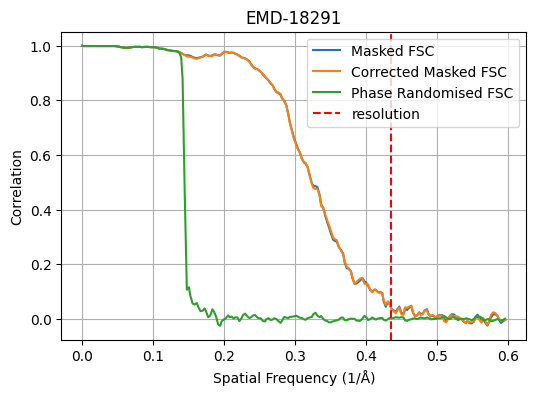 EMD-18291
Masked FSC
Corrected Masked FSC
Phase Randomised FSC
resolution
Correlation
1.0
0.8
0.6
0.4
0.2
0.0
0.0 0.1 0.2 0.3 0.4 0.5 0.6
Spatial Frequency (1/Å)